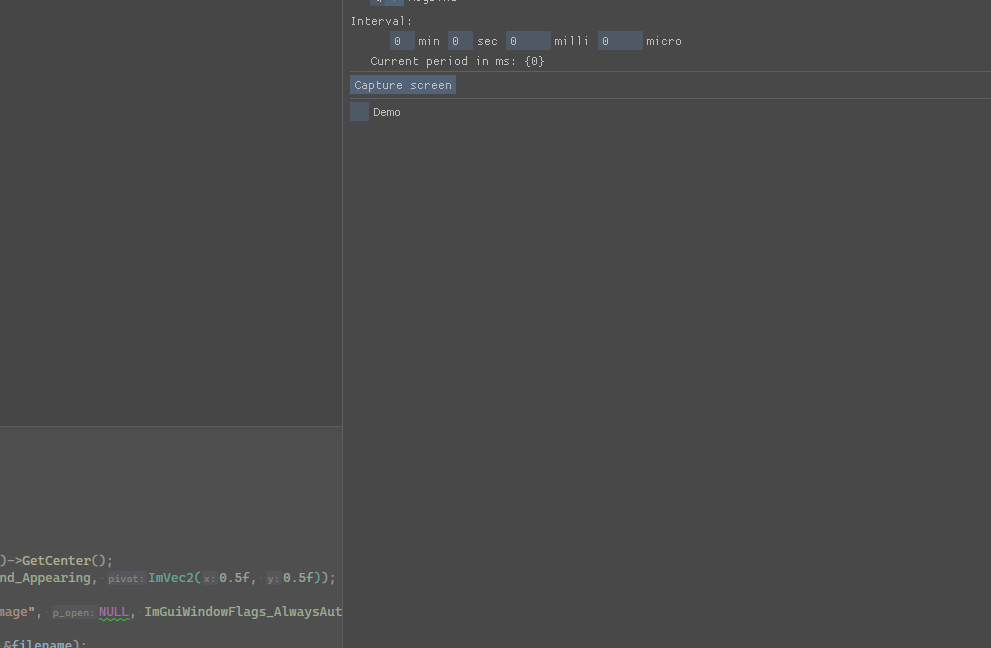 Interval:
0 min 0 sec 0 milli 0 micro
Current period in ms: {0}
Capture screen
Demo
)->GetCenter();
nd_Appearing, pivot: ImVec2( x: 0.5f, y: 0.5f));
mage", p_open: NULL, ImGuiWindowFlags_AlwaysAut
&filename);